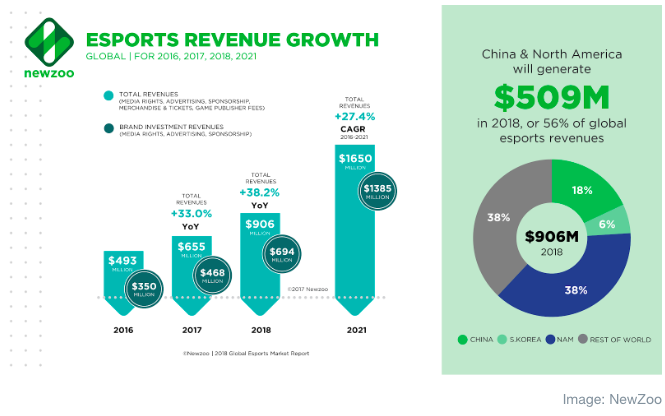 newzoo
ESPORTS REVENUE GROWTH
GLOBAL | FOR 2016, 2017, 2018, 2021
TOTAL REVENUES
(MEDIA RIGHTS, ADVERTISING, SPONSORSHIP,
MERCHANDISE & TICKETS, GAME PUBLISHER FEES)
BRAND INVESTMENT REVENUES
(MEDIA RIGHTS, ADVERTISING, SPONSORSHIP)
$493
MILLION
$350
MILLION
2016
TOTAL
REVENUES
+33.0%
YoY
$655
MILLION
$468
MILLION
2017
TOTAL
REVENUES
+38.2%
YoY
$906
MILLION
$694
MILLION
2018
TOTAL
REVENUES
+27.4%
CAGR
2016-2021
$1650
MILLION
$1385
MILLION
2021
©2017 Newzoo
©Newzoo | 2018 Global Esports Market Report
China & North America
will generate
$509M
in 2018, or 56% of global
esports revenues
18%
6%
38%
38%
$906M
2018
CHINA
S.KOREA
NAM
REST OF WORLD
Image: NewZoo